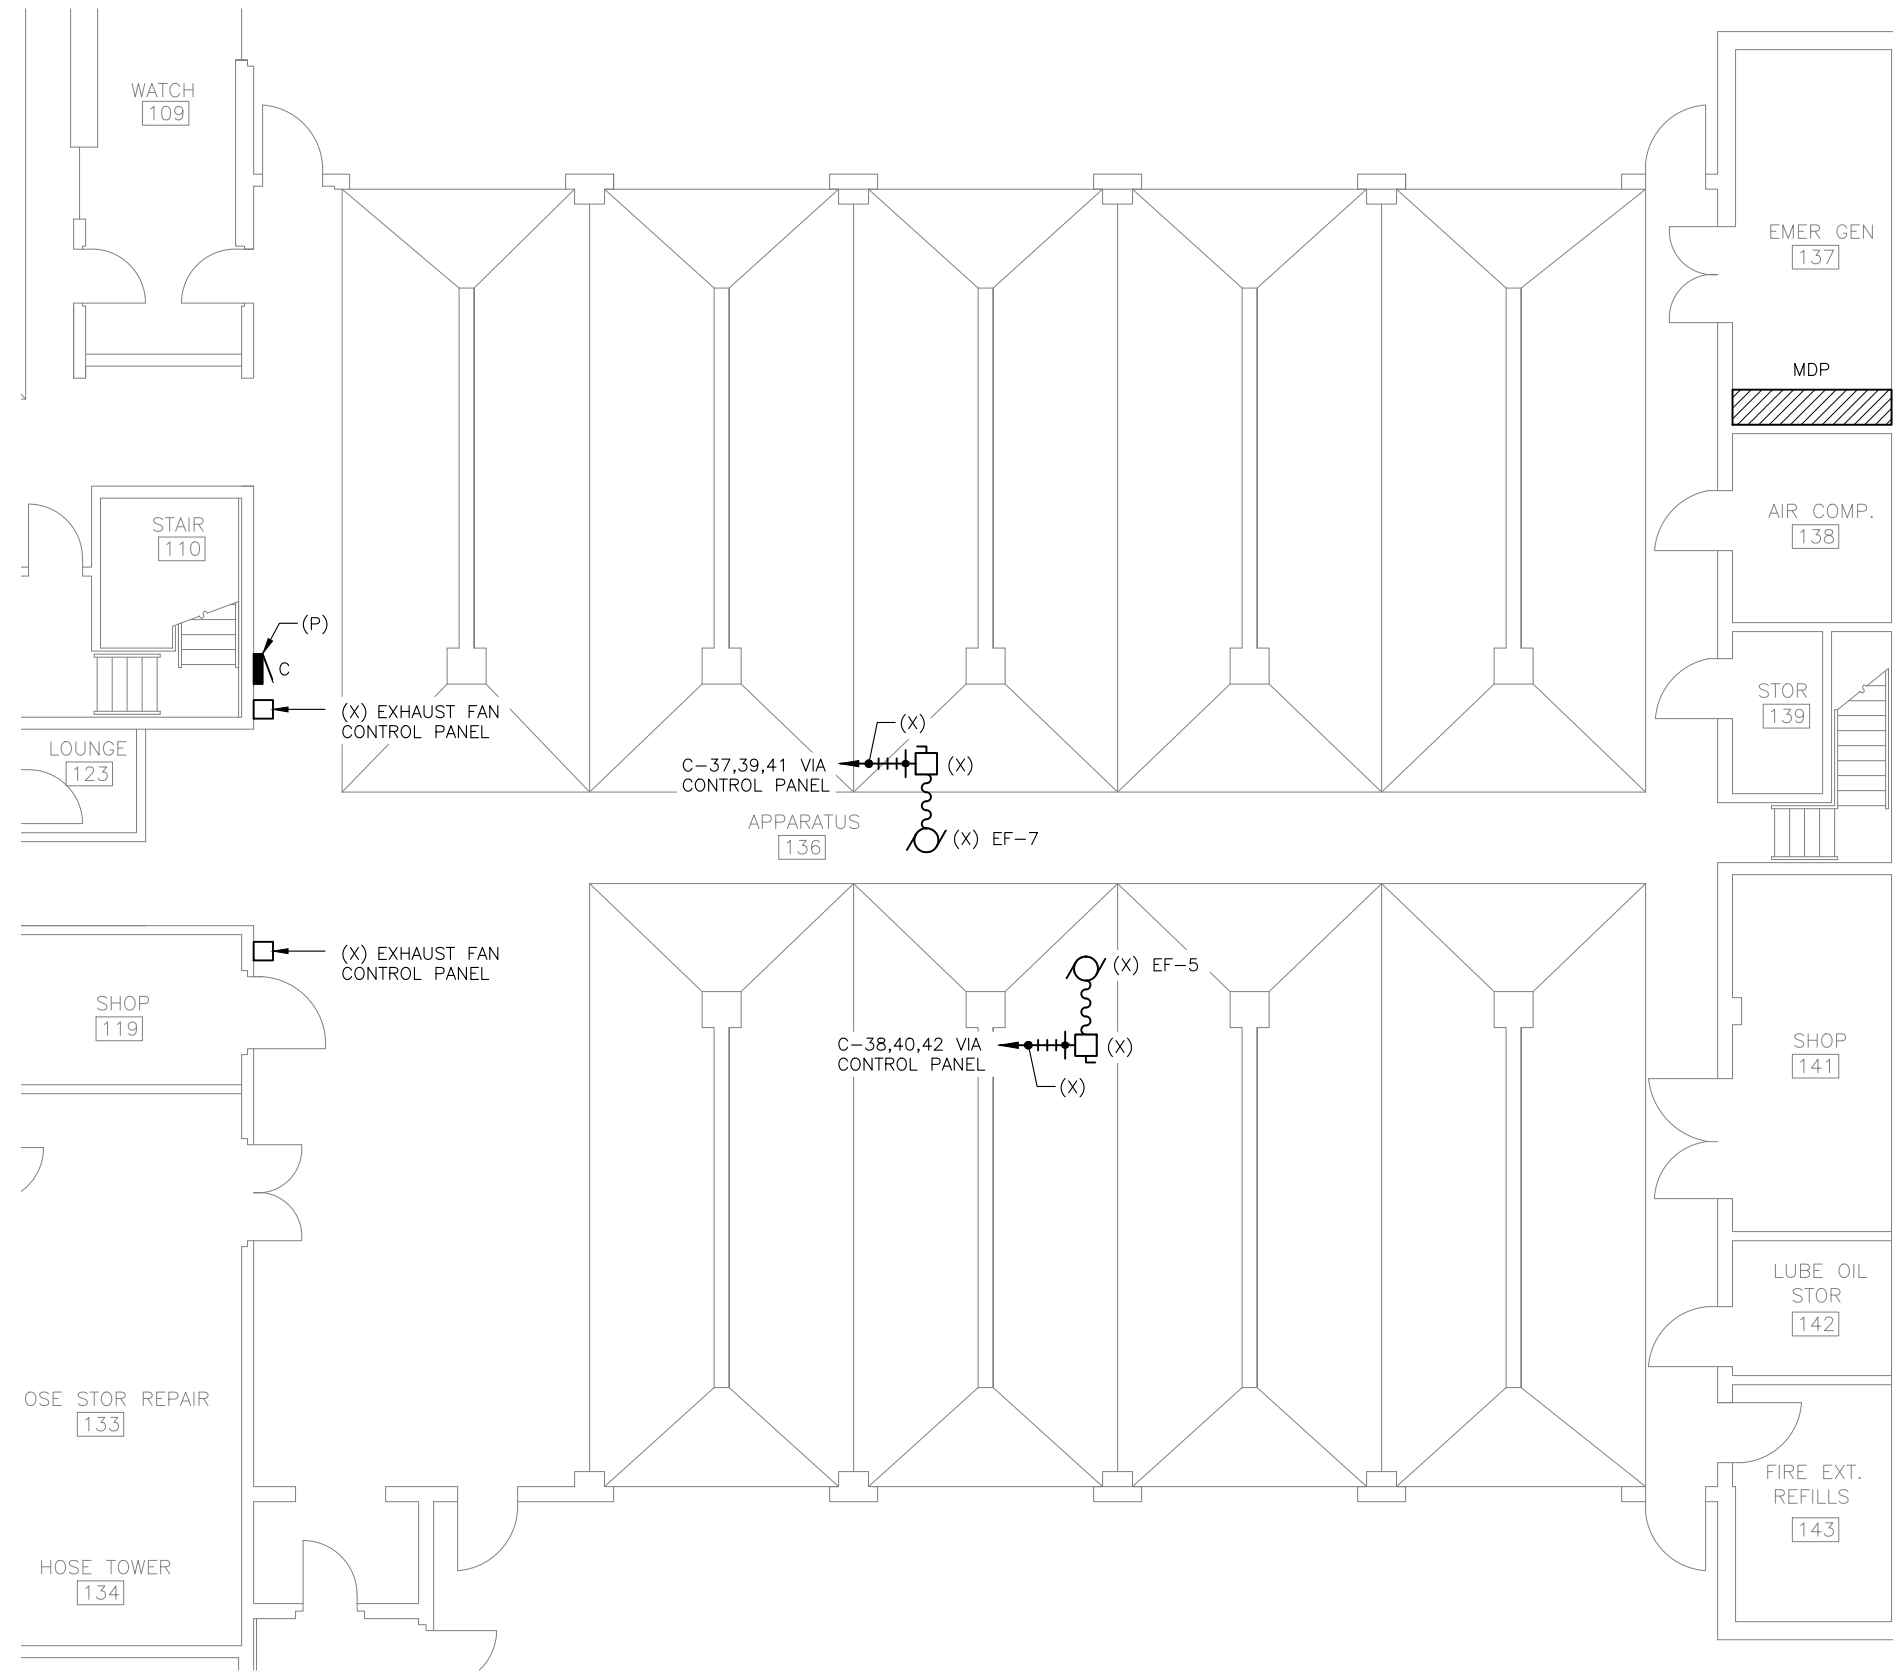 WATCH
109
EMER GEN
137
MDP
STAIR
110
AIR COMP.
138
(P)
C
(X) EXHAUST FAN
CONTROL PANEL
STOR
139
LOUNGE
123
(X)
C-37,39,41 VIA
CONTROL PANEL
(X)
APPARATUS
136
(X) EF-7
(X) EXHAUST FAN
CONTROL PANEL
(X) EF-5
SHOP
119
C-38,40,42 VIA
CONTROL PANEL
(X)
(X)
SHOP
141
LUBE OIL
STOR
142
OSE STOR REPAIR
133
FIRE EXT.
REFILLS
143
HOSE TOWER
134